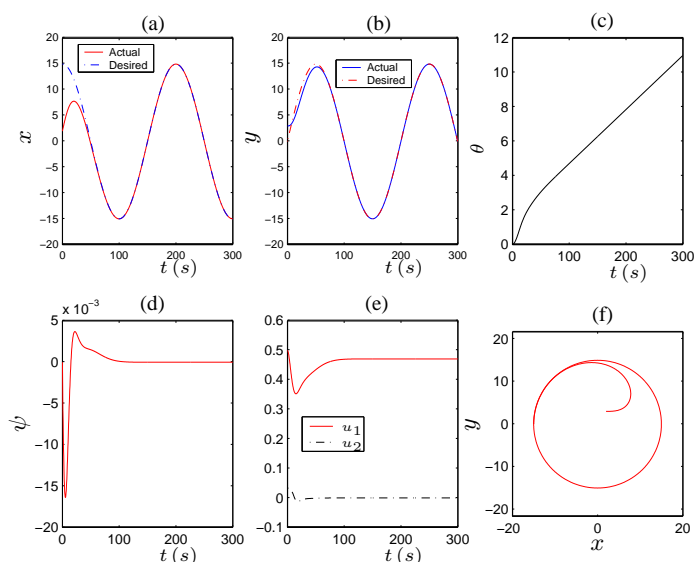 (a)
20
15
10
5
0
−5
−10
−15
−20
0
100
200
300
x
t (s)
Actual
Desired
(b)
20
15
10
5
0
−5
−10
−15
−20
0
100
200
300
y
t (s)
Actual
Desired
(c)
12
10
8
6
4
2
0
0
100
200
300
θ
t (s)
(d)
x 10⁻³
5
0
−5
−10
−15
−20
0
100
200
300
ψ
t (s)
(e)
0.6
0.5
0.4
0.3
0.2
0.1
0
−0.1
0
100
200
300
t (s)
u₁
u₂
(f)
20
10
0
−10
−20
−20
0
20
y
x